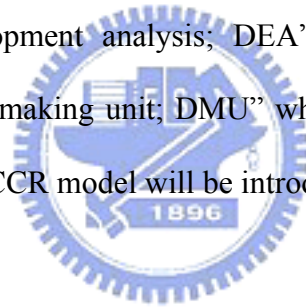 opment analysis; DEA”
making unit; DMU” wh
CCR model will be introd
1896